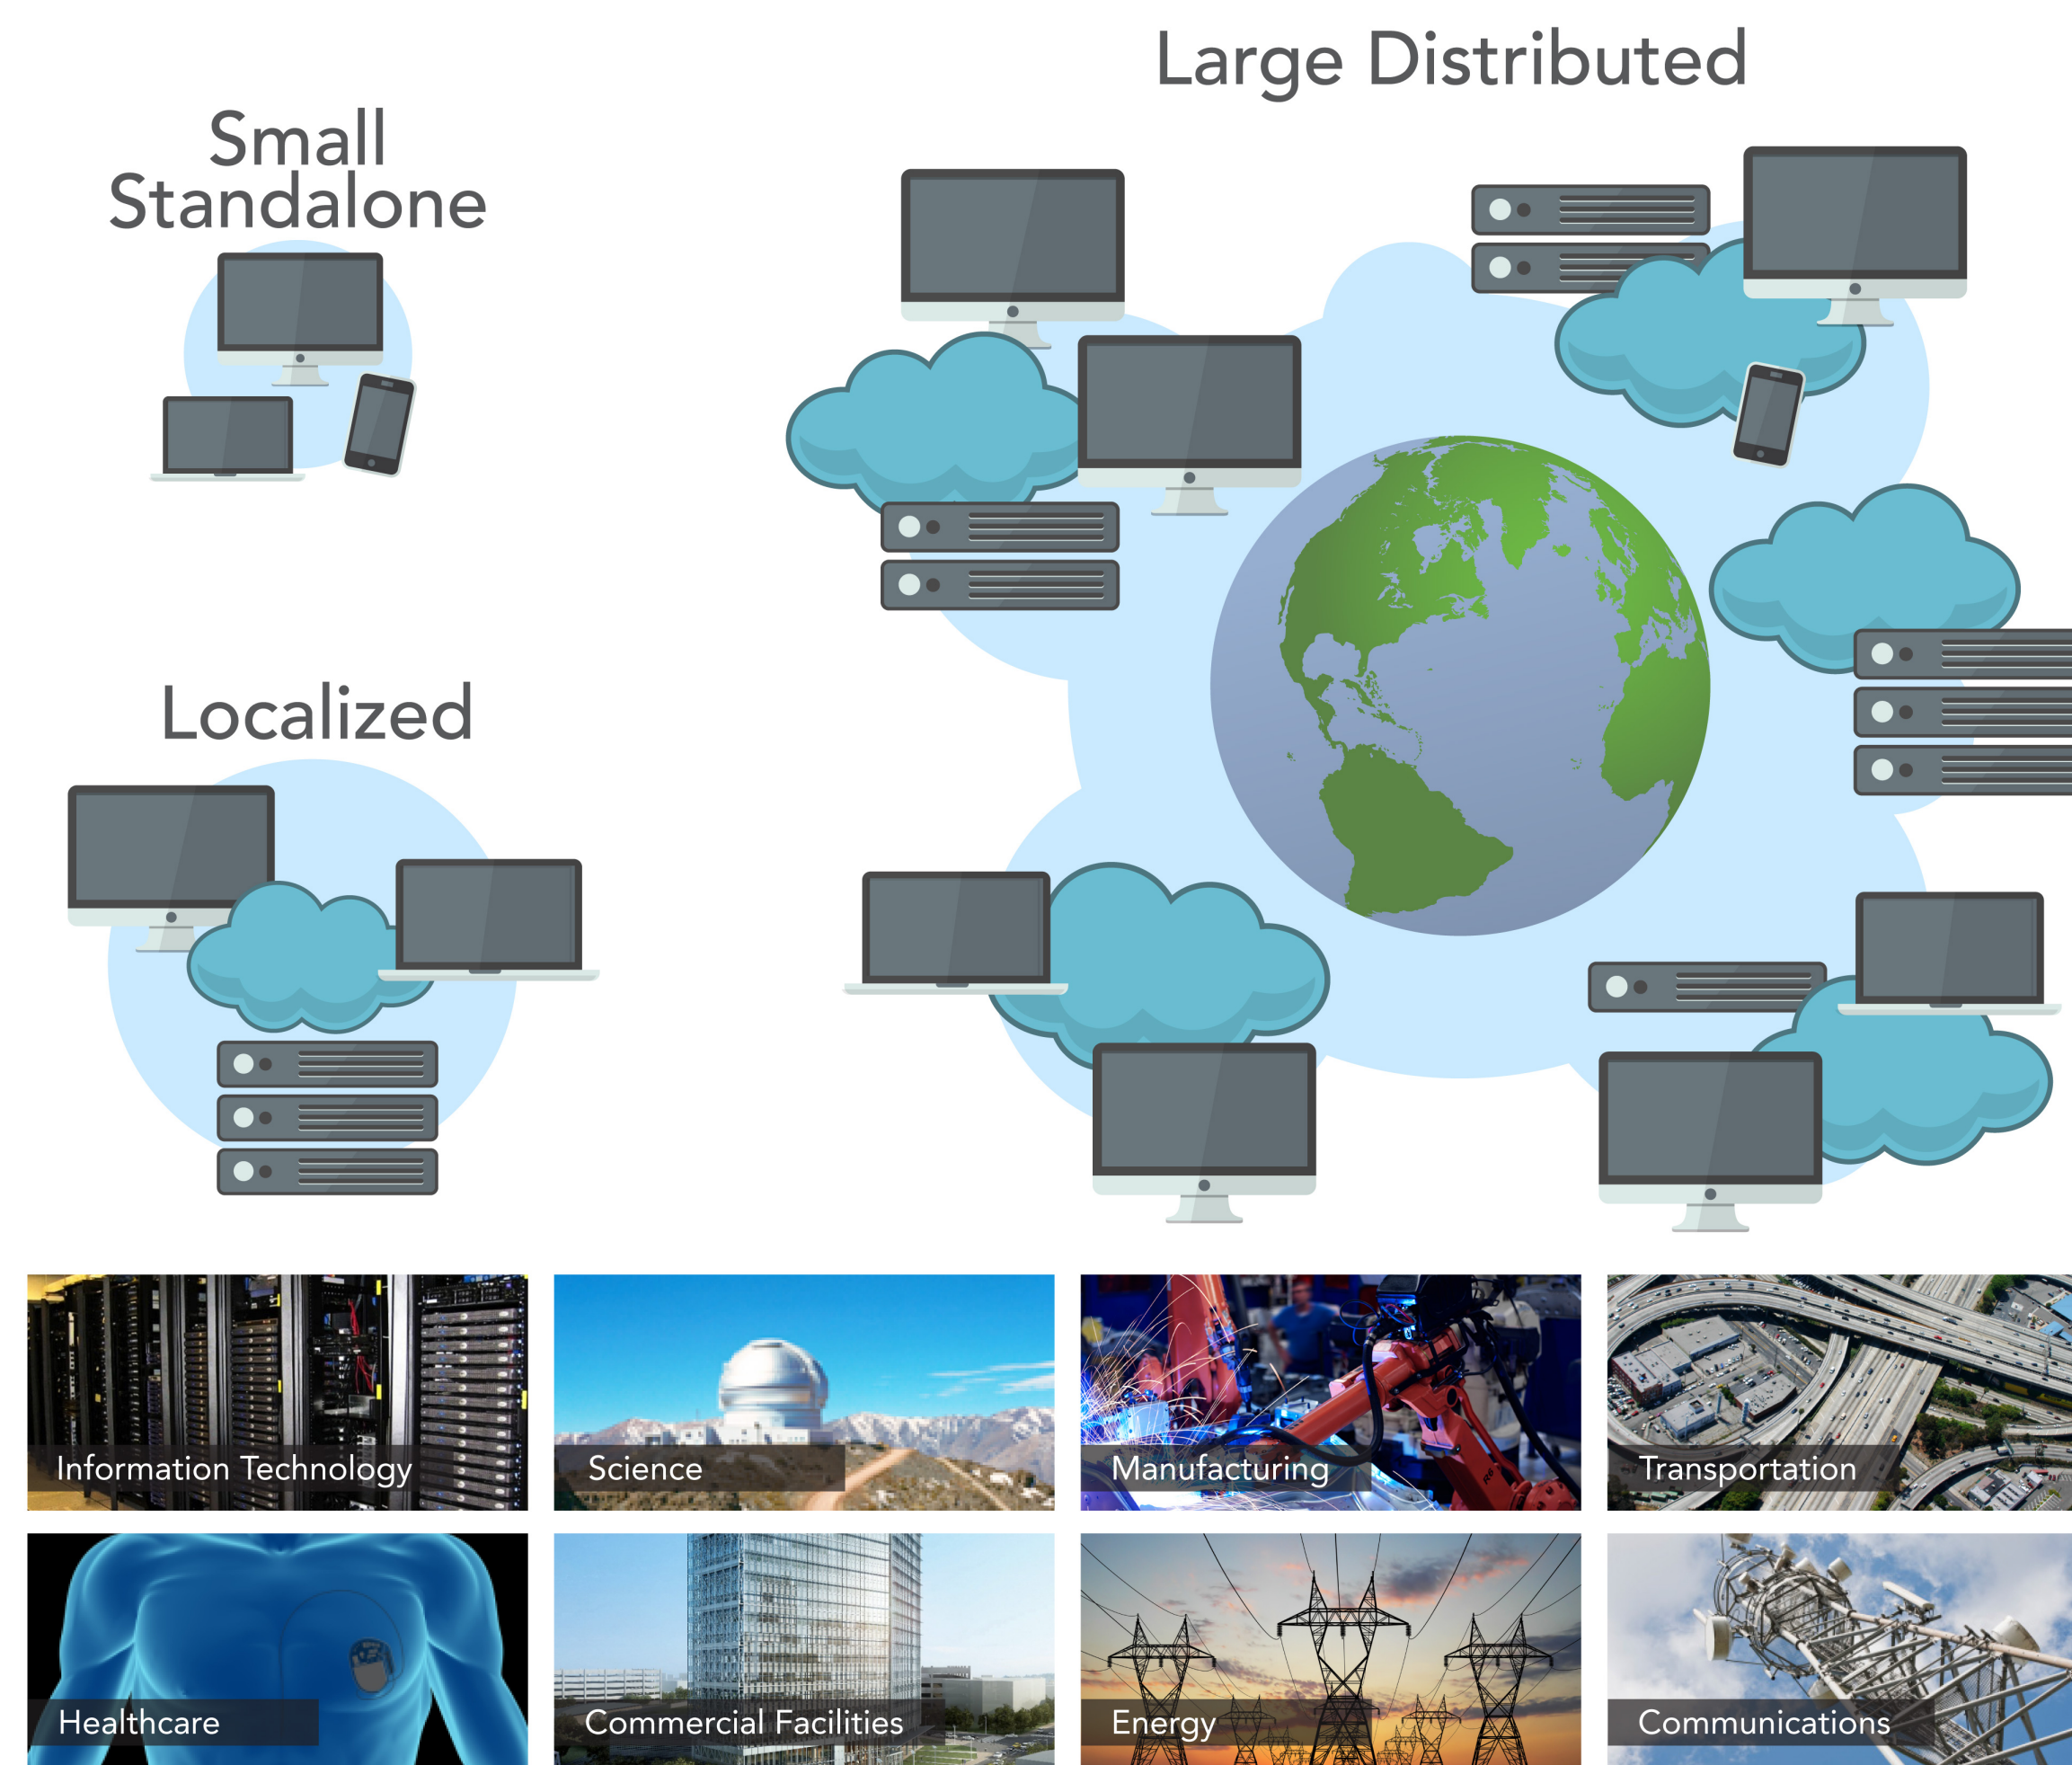 Large Distributed
Small
Standalone
Localized
Information Technology
Science
Manufacturing
Transportation
Healthcare
Commercial Facilities
Energy
Communications